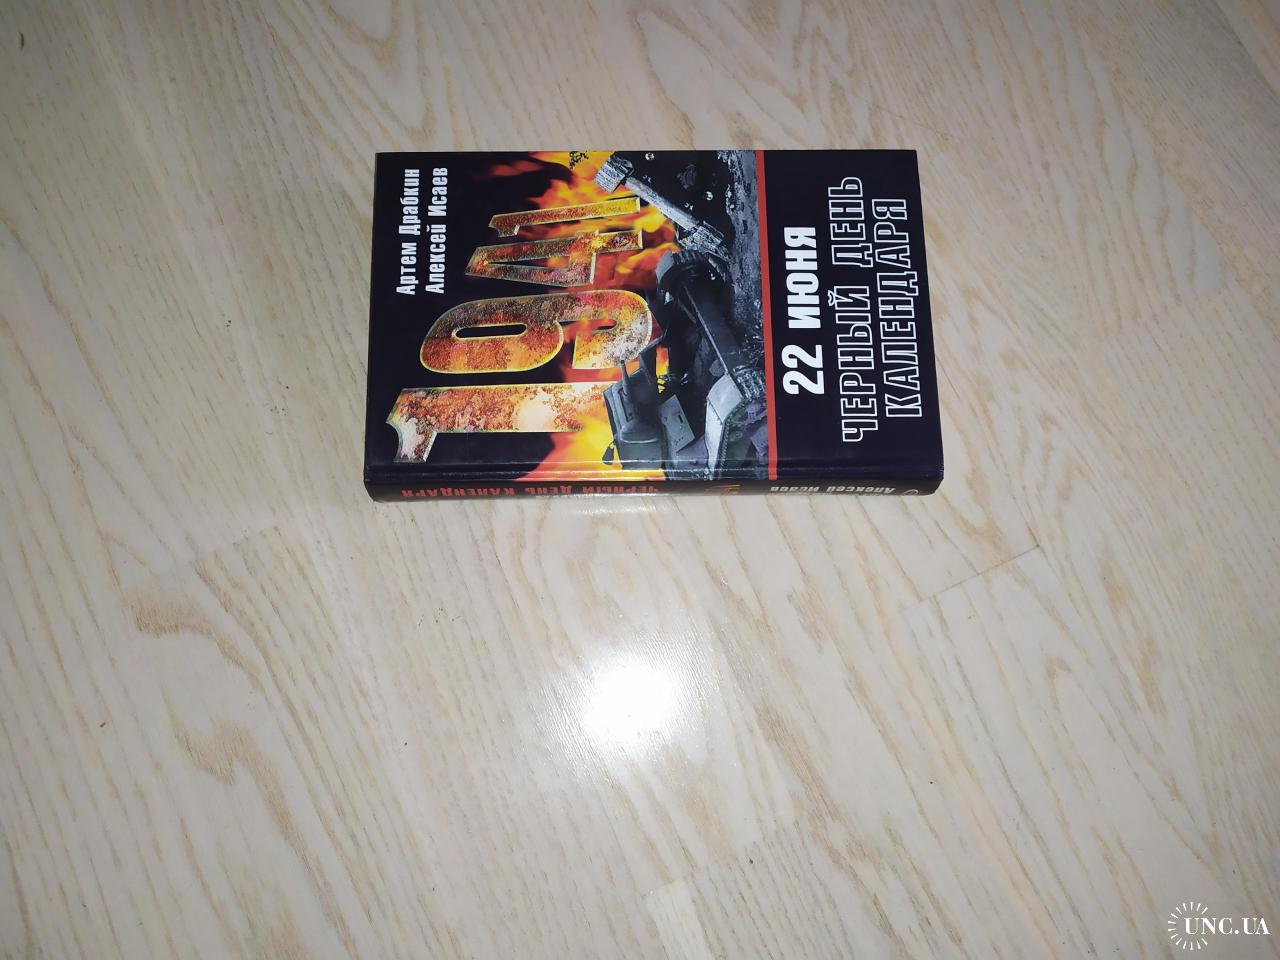 Артем Драбкин
Алексей Исаев
1941
22 ИЮНЯ
ЧЕРНЫЙ ДЕНЬ
КАЛЕНДАРЯ
Алексей Исаев
ЧЕРНЫЙ ДЕНЬ КАЛЕНДАРЯ
UNC.UA